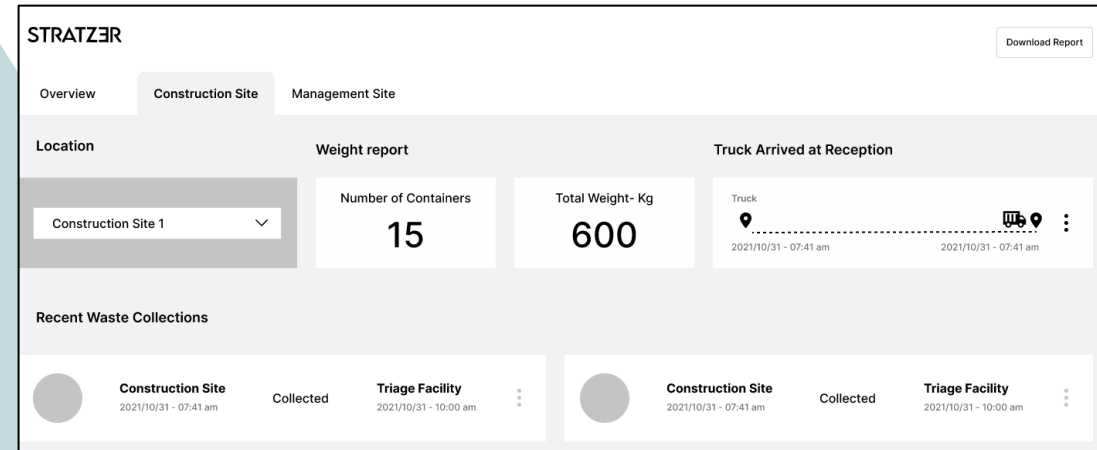 STRATZƎR
Download Report
Overview
Construction Site
Management Site
Location
Weight report
Truck Arrived at Reception
Construction Site 1
Number of Containers
15
Total Weight- Kg
600
Truck
2021/10/31 - 07:41 am
2021/10/31 - 07:41 am
Recent Waste Collections
Construction Site
2021/10/31 - 07:41 am
Collected
Triage Facility
2021/10/31 - 10:00 am
Construction Site
2021/10/31 - 07:41 am
Collected
Triage Facility
2021/10/31 - 10:00 am